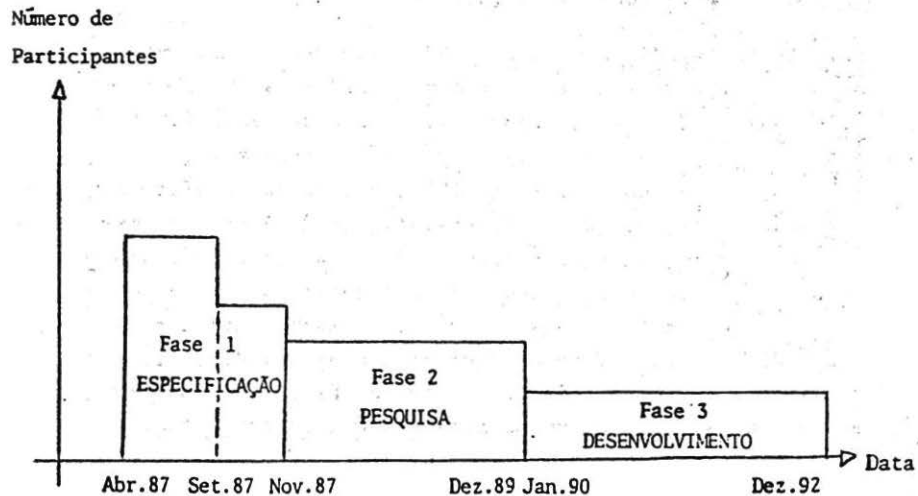 Número de
Participantes
Fase 1
ESPECIFICAÇÃO
Fase 2
PESQUISA
Fase 3
DESENVOLVIMENTO
Data
Abr.87 Set.87 Nov.87 Dez.89 Jan.90 Dez.92